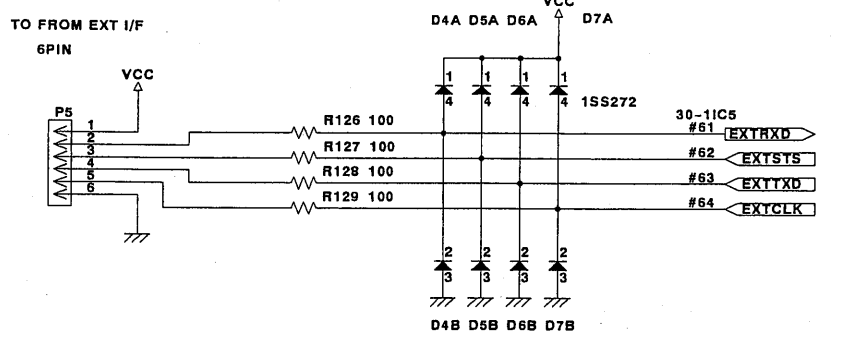 VCC
D4A D5A D6A D7A
TO FROM EXT I/F
6PIN
VCC
1 1 1 1
4 4 4 4 1SS272
P5
30-1IC5
1
R126 100
#61 EXTRXD
2
3
R127 100
#62 EXTSTS
4
R128 100
#63 EXTTXD
5
R129 100
#64 EXTCLK
6
2 2 2 2
3 3 3 3
D4B D5B D6B D7B